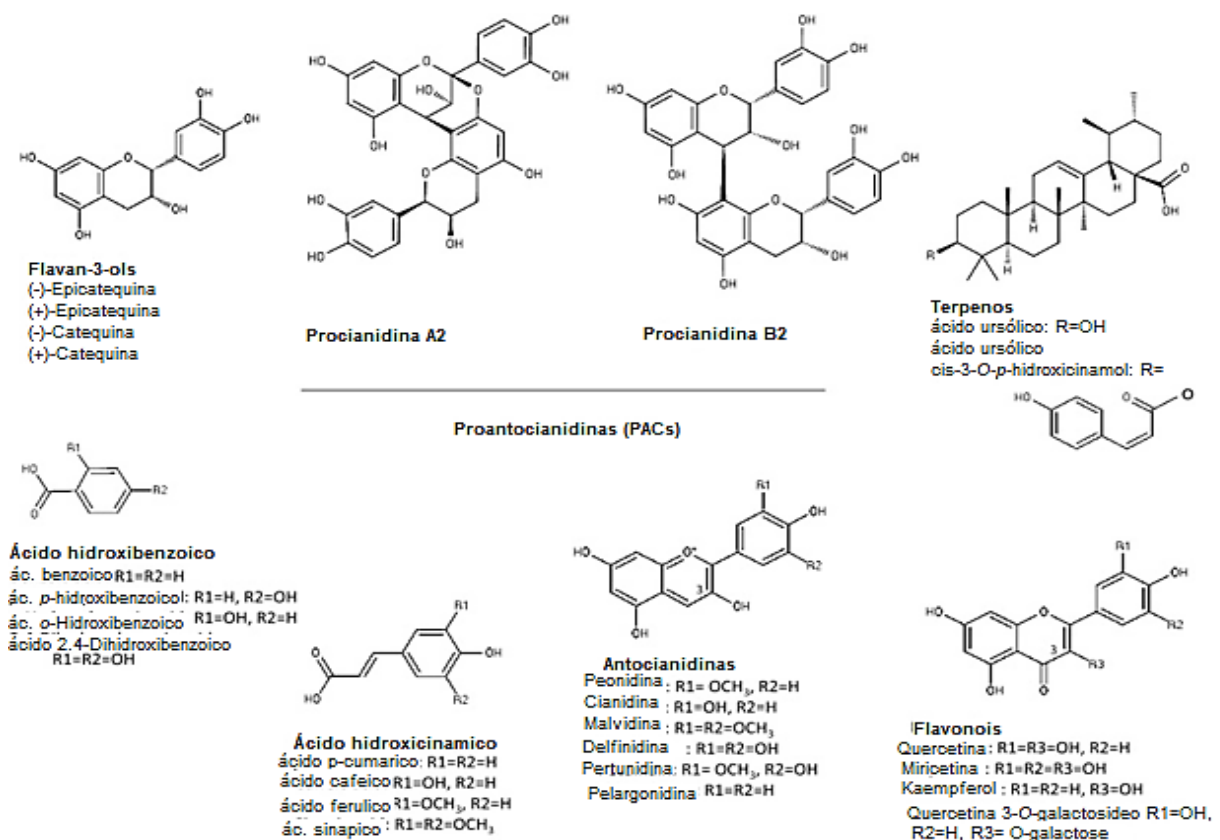 Flavan-3-ols
(-)-Epicatequina
(+)-Epicatequina
(-)-Catequina
(+)-Catequina
Procianidina A2
Procianidina B2
Terpenos
ácido ursólico: R=OH
ácido ursólico
cis-3-O-p-hidroxicinamol: R=
Proantocianidinas (PACs)
Ácido hidroxibenzoico
ác. benzoico R1=R2=H
ác. p-hidroxibenzoicol: R1=H, R2=OH
ác. o-Hidroxibenzoico R1=OH, R2=H
ácido 2.4-Dihidroxibenzoico
R1=R2=OH
Ácido hidroxicinamico
ácido p-cumarico: R1=R2=H
ácido cafeico R1=OH, R2=H
ácido ferulico R1=OCH3, R2=H
ác. sinapico: R1=R2=OCH3
Antocianidinas
Peonidina : R1= OCH3, R2=H
Cianidina : R1=OH, R2=H
Malvidina : R1=R2=OCH3
Delfinidina : R1=R2=OH
Pertunidina: R1= OCH3, R2=OH
Pelargonidina R1=R2=H
Flavonois
Quercetina: R1=R3=OH, R2=H
Miricetina : R1=R2=R3=OH
Kaempferol : R1=R2=H, R3=OH
Quercetina 3-O-galactosideo R1=OH,
R2=H, R3= O-galactose
HO
OH
O
R
R1
R2
R3
O+
3